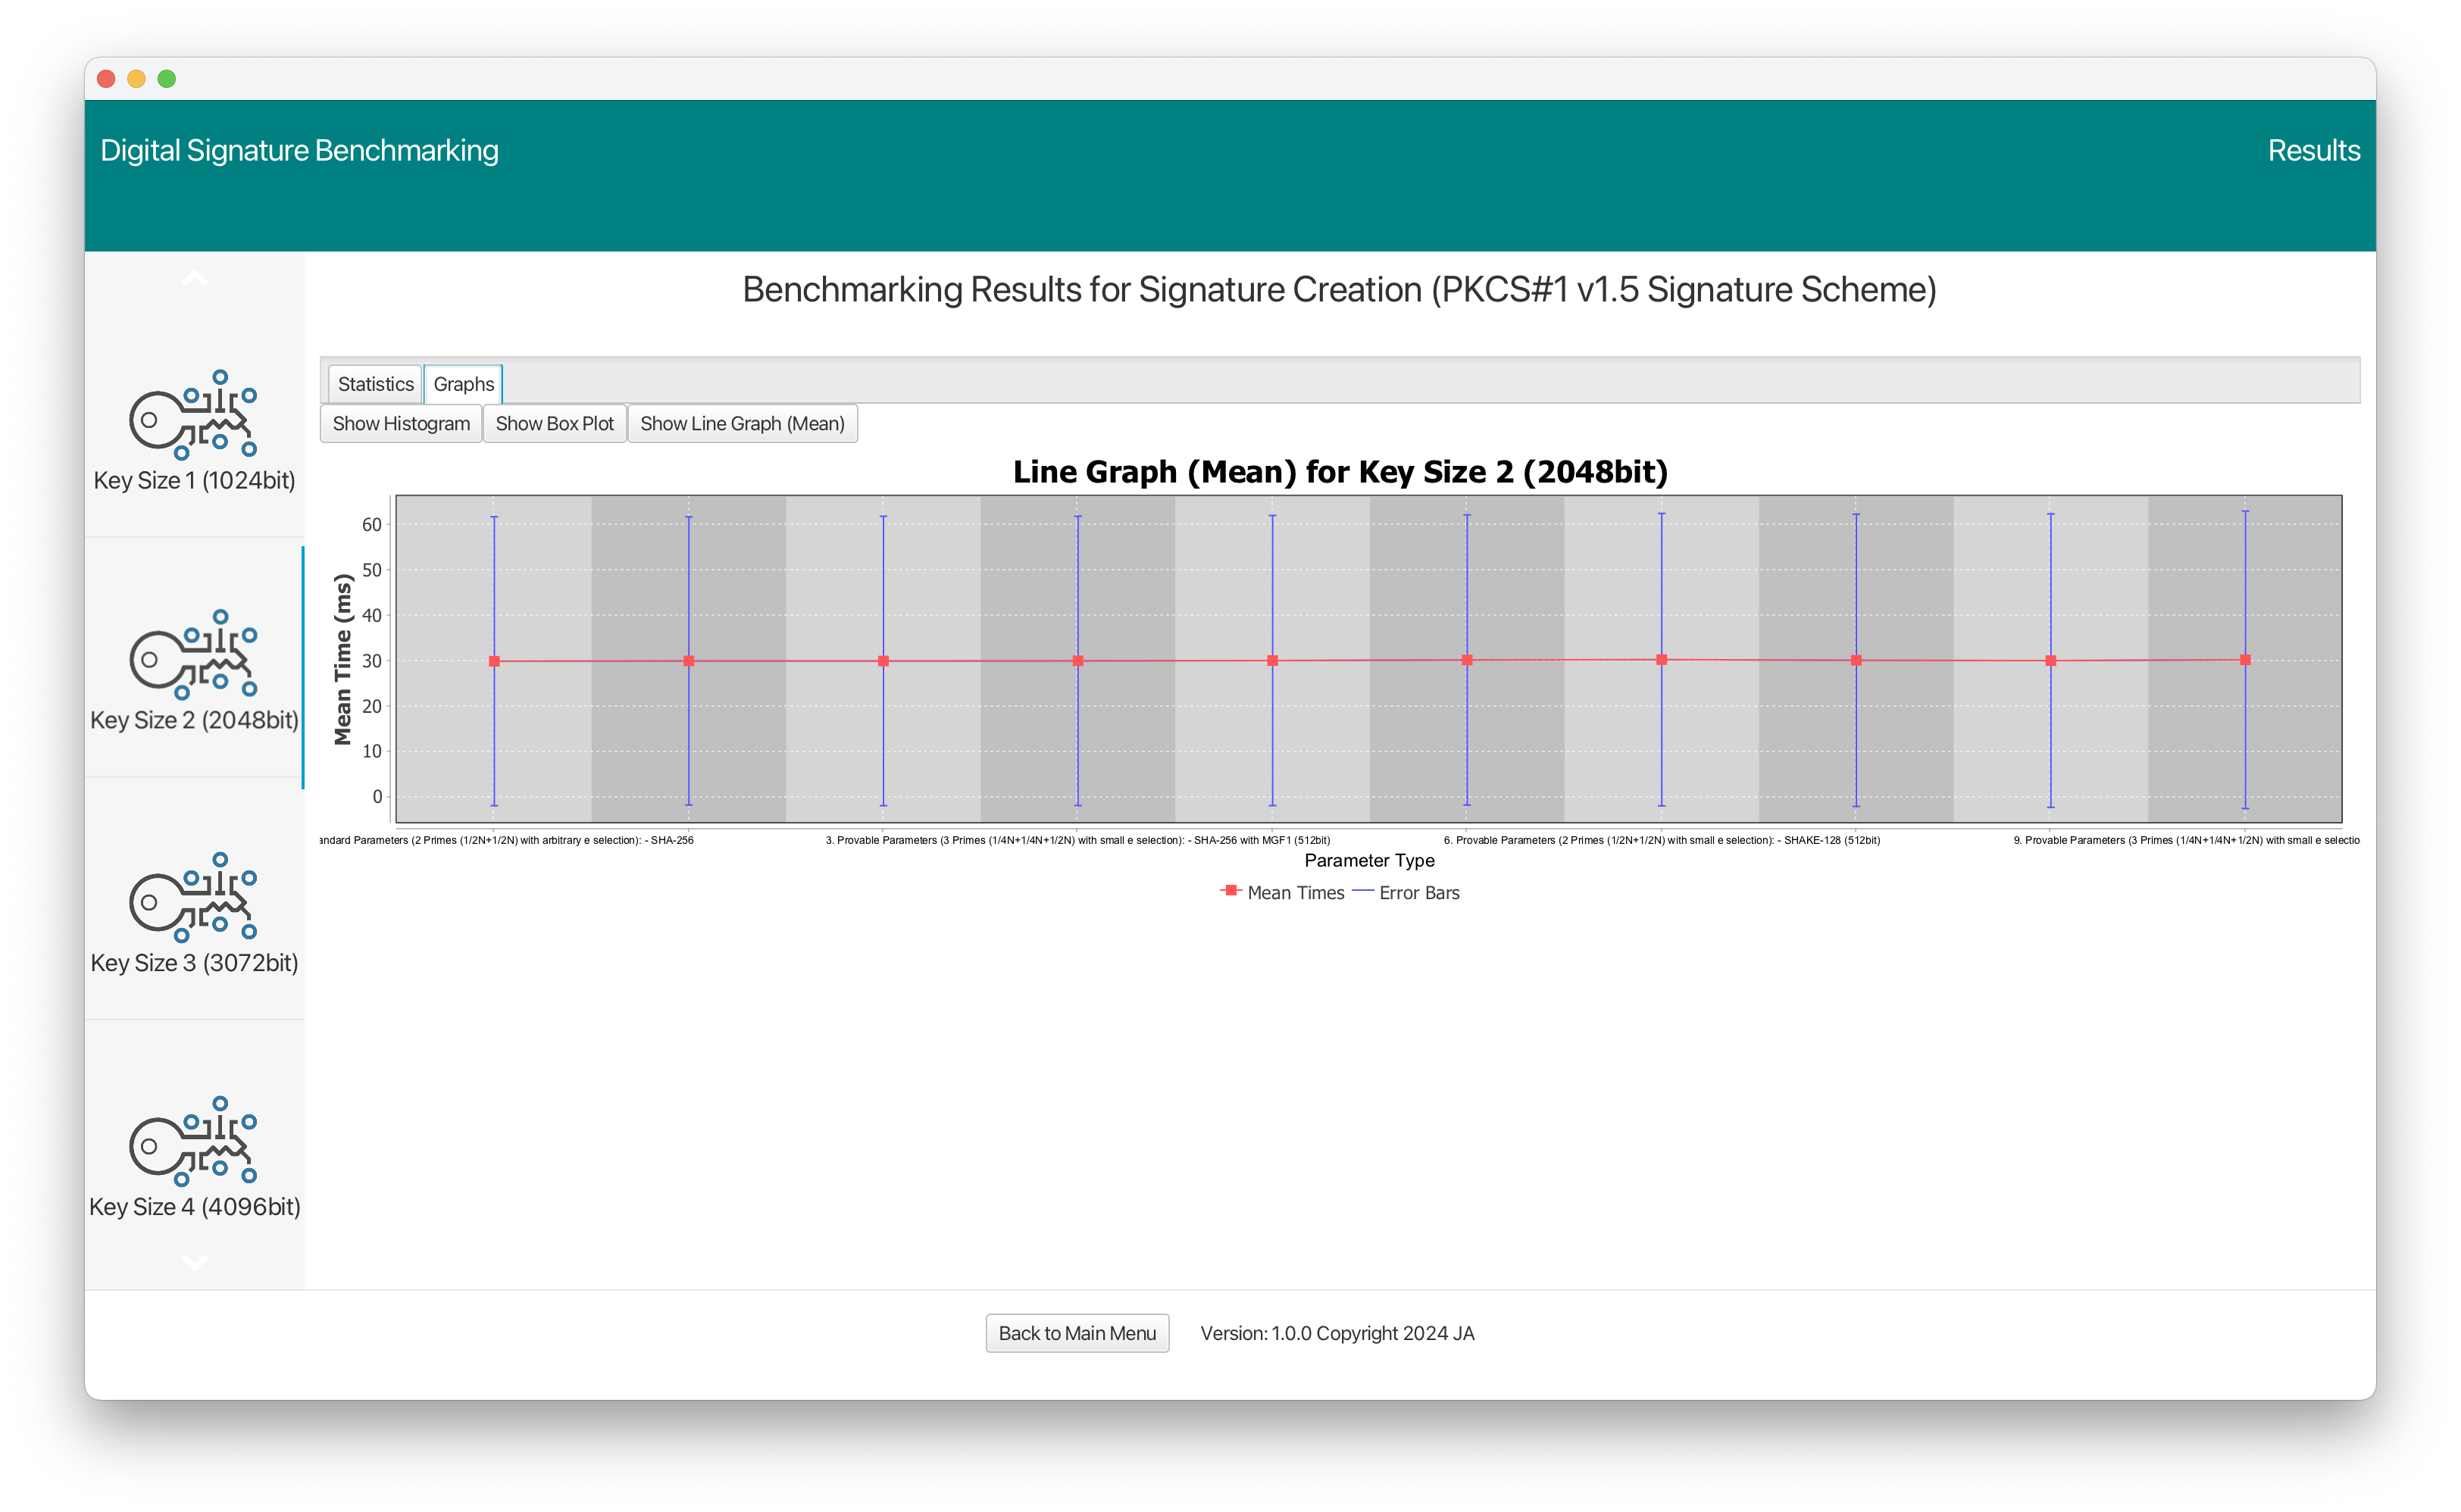 Digital Signature Benchmarking
Results
Key Size 1 (1024bit)
Key Size 2 (2048bit)
Key Size 3 (3072bit)
Key Size 4 (4096bit)
Benchmarking Results for Signature Creation (PKCS#1 v1.5 Signature Scheme)
Statistics Graphs
Show Histogram Show Box Plot Show Line Graph (Mean)
Line Graph (Mean) for Key Size 2 (2048bit)
Mean Time (ms)
60
50
40
30
20
10
0
andard Parameters (2 Primes (1/2N+1/2N) with arbitrary e selection): - SHA-256
3. Provable Parameters (3 Primes (1/4N+1/4N+1/2N) with small e selection): - SHA-256 with MGF1 (512bit)
6. Provable Parameters (2 Primes (1/2N+1/2N) with small e selection): - SHAKE-128 (512bit)
9. Provable Parameters (3 Primes (1/4N+1/4N+1/2N) with small e selectio
Parameter Type
Mean Times Error Bars
Back to Main Menu
Version: 1.0.0 Copyright 2024 JA